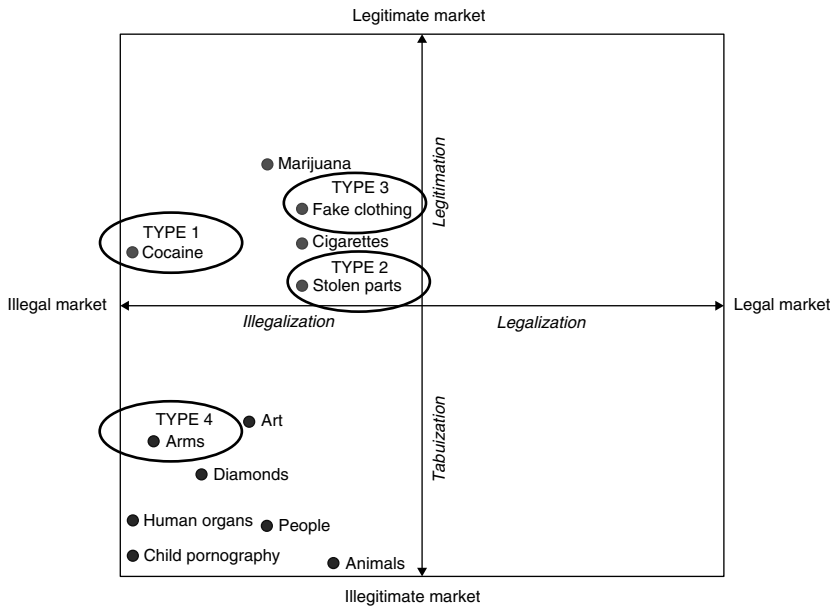 Legitimate market
Legitimation
Marijuana
TYPE 3
Fake clothing
TYPE 1
Cocaine
Cigarettes
TYPE 2
Stolen parts
Illegal market
Legal market
Illegalization
Legalization
Tabuization
TYPE 4
Art
Arms
Diamonds
Human organs
People
Child pornography
Animals
Illegitimate market